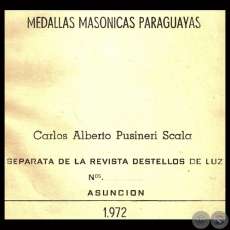 MEDALLAS MASONICAS PARAGUAYAS
Carlos Alberto Pusineri Scala
SEPARATA DE LA REVISTA DESTELLOS DE LUZ
Nos.
ASUNCION
1.972